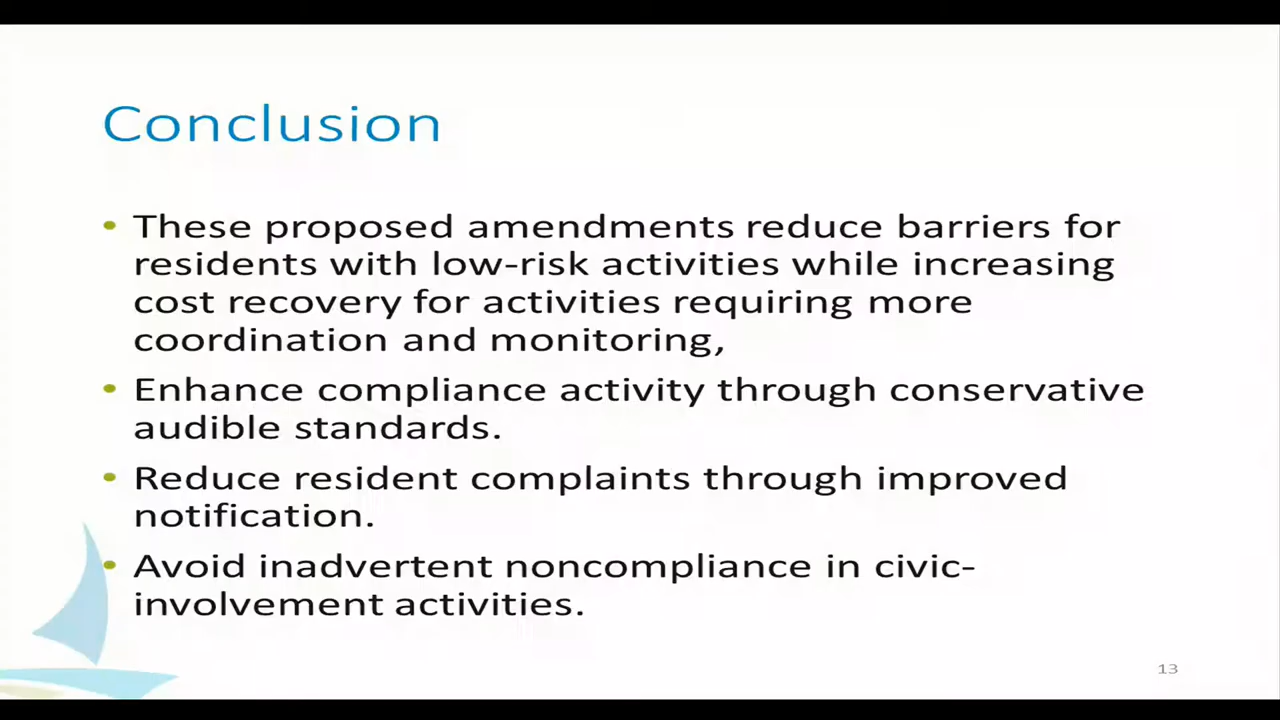 Conclusion
• These proposed amendments reduce barriers for
residents with low-risk activities while increasing
cost recovery for activities requiring more
coordination and monitoring,
• Enhance compliance activity through conservative
audible standards.
• Reduce resident complaints through improved
notification.
• Avoid inadvertent noncompliance in civic-
involvement activities.
13